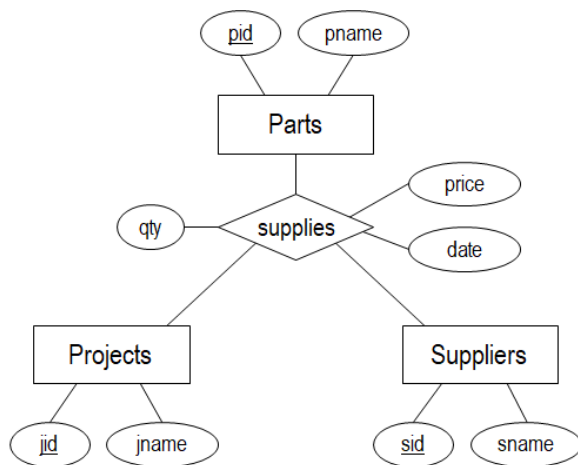 pid pname
Parts
price
qty supplies
date
Projects Suppliers
jid jname sid sname